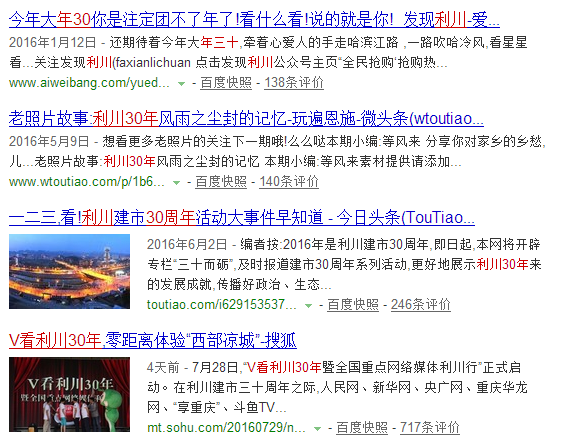 今年大年30你是注定团不了年了!看什么看!说的就是你! 发现利川-爱...
2016年1月12日 - 还期待着今年大年三十,牵着心爱人的手走哈滨江路 ,一路吹哈冷风,看星星
看...关注发现利川(faxianlichuan 点击发现利川公众号主页“全民抢购'抢购热...
www.aiweibang.com/yued... - 百度快照 - 138条评价
老照片故事:利川30年风雨之尘封的记忆-玩遍恩施-微头条(wtoutiao...
2016年5月9日 - 想看更多老照片的关注下一期哦!么么哒本期小编:等风来 分享你对家乡的乡愁,
儿...老照片故事:利川30年风雨之尘封的记忆 本期小编:等风来素材提供请添加...
www.wtoutiao.com/p/1b6... - 百度快照 - 140条评价
一二三,看!利川建市30周年活动大事件早知道 - 今日头条(TouTiao...
2016年6月2日 - 编者按:2016年是利川建市30周年,即日起,本网将开辟
专栏“三十而砺”,及时报道建市30周年系列活动,更好地展示利川30年来
的发展成就,传播好政治、生态...
toutiao.com/i629153537... - 百度快照 - 246条评价
V看利川30年,零距离体验“西部凉城”-搜狐
4天前 - 7月28日,“V看利川30年暨全国重点网络媒体利川行”正式启
动。在利川建市三十周年之际,人民网、新华网、央广网、重庆华龙
网、“享重庆”、斗鱼TV...
mt.sohu.com/20160729/n... - 百度快照 - 717条评价
V看利川30年